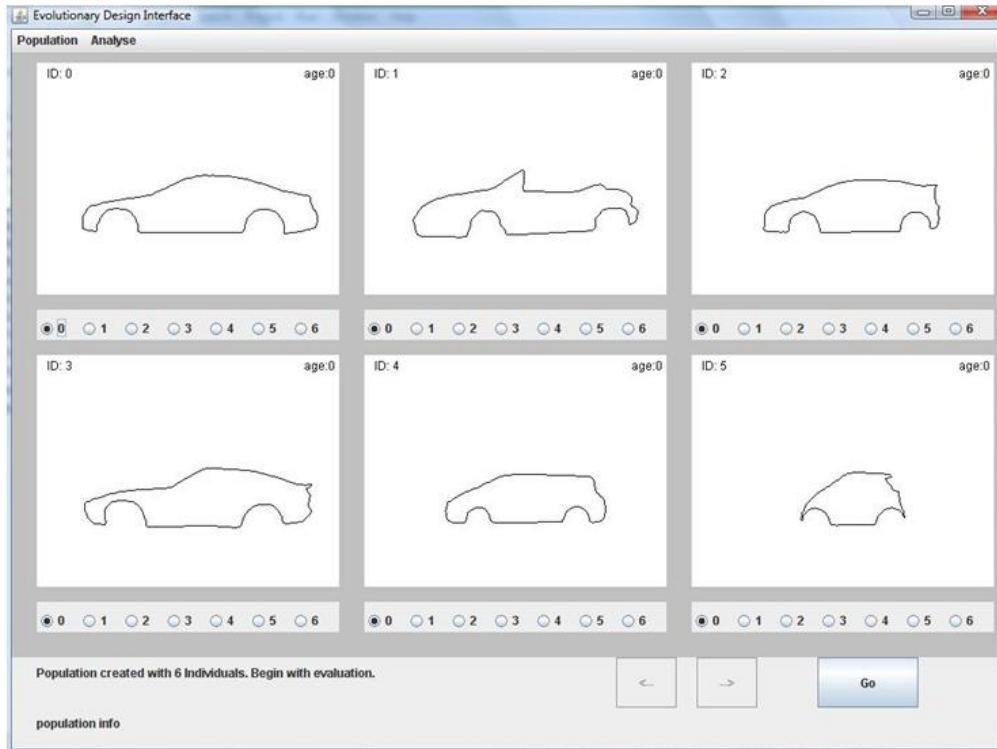 Evolutionary Design Interface
Population Analyse
ID: 0 age:0
ID: 1 age:0
ID: 2 age:0
0 1 2 3 4 5 6
0 1 2 3 4 5 6
0 1 2 3 4 5 6
ID: 3 age:0
ID: 4 age:0
ID: 5 age:0
0 1 2 3 4 5 6
0 1 2 3 4 5 6
0 1 2 3 4 5 6
Population created with 6 Individuals. Begin with evaluation.
<-- --> Go
population info